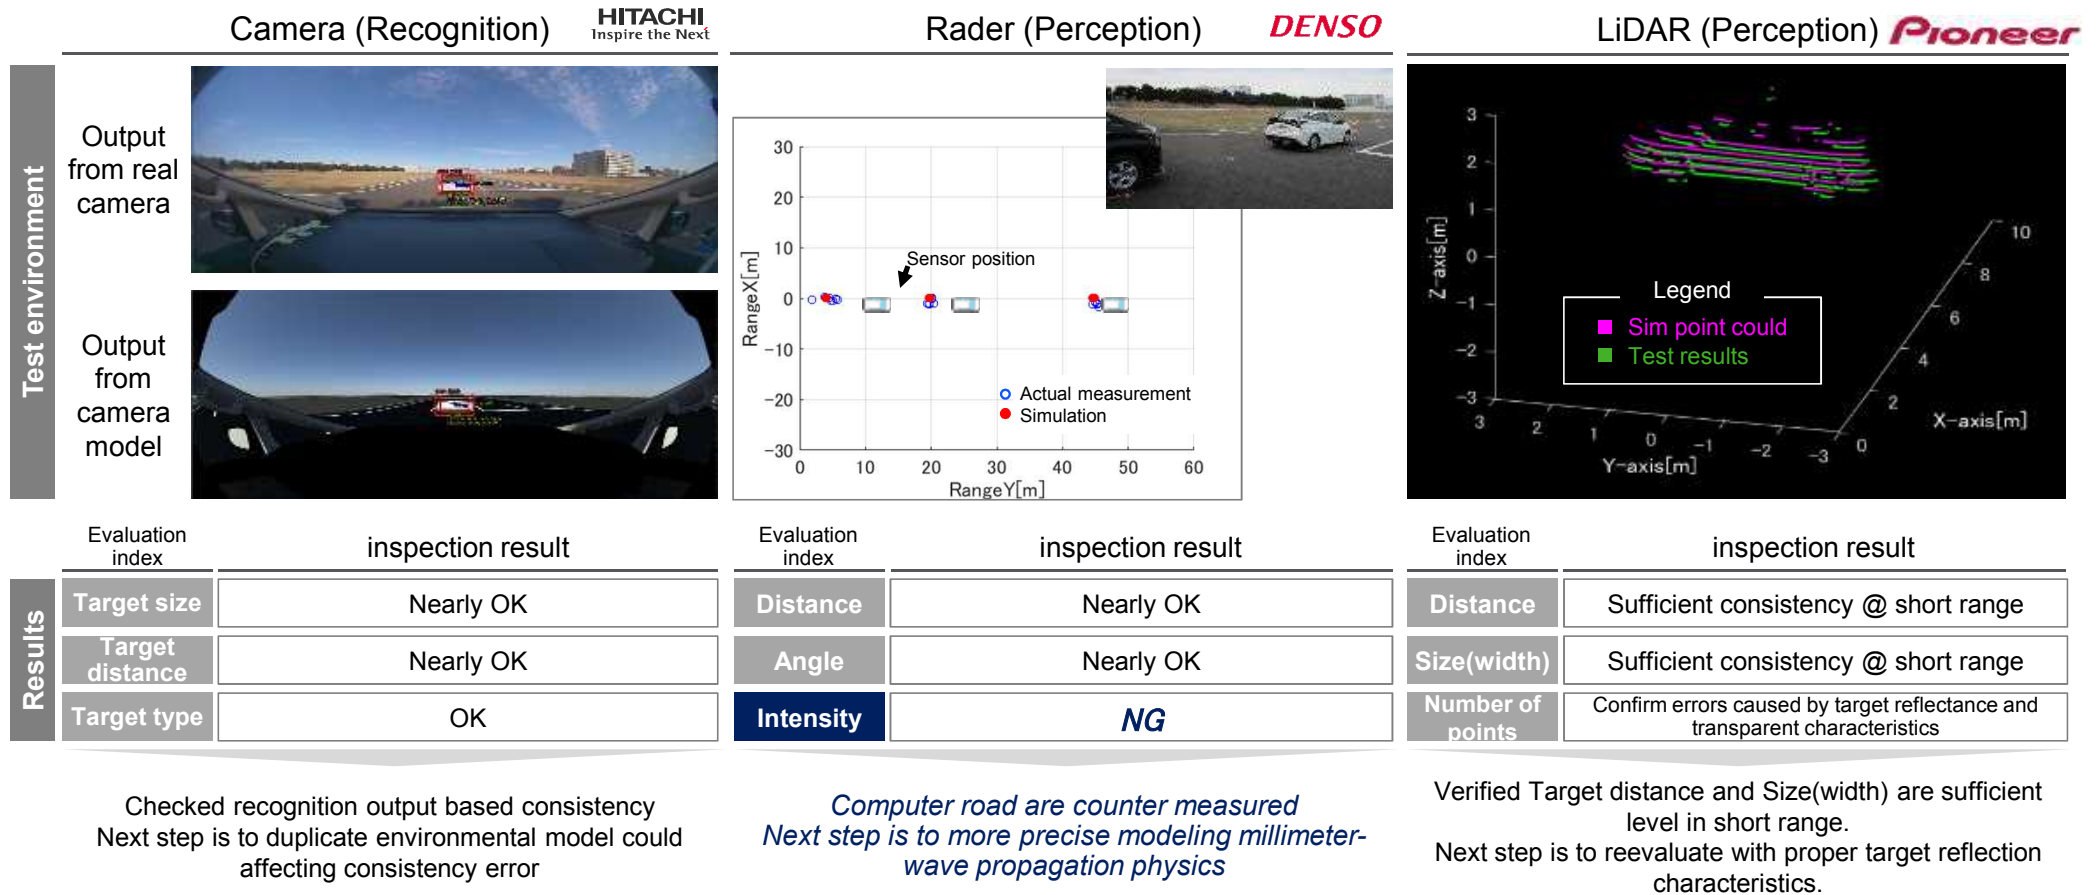 Camera (Recognition)
HITACHI
Inspire the Next
Rader (Perception)
DENSO
LiDAR (Perception)
Pioneer
Test environment
Output
from real
camera
Output
from
camera
model
30
20
10
0
−10
−20
−30
0 10 20 30 40 50 60
RangeX[m]
RangeY[m]
Sensor position
Actual measurement
Simulation
3
2
1
0
−1
−2
−3
Z-axis[m]
3 2 1 0 −1 −2 −3
Y-axis[m]
0 2 4 6 8 10
X-axis[m]
Legend
Sim point could
Test results
Results
Evaluation
index
inspection result
Target size
Nearly OK
Target
distance
Nearly OK
Target type
OK
Checked recognition output based consistency
Next step is to duplicate environmental model could
affecting consistency error
Evaluation
index
inspection result
Distance
Nearly OK
Angle
Nearly OK
Intensity
NG
Computer road are counter measured
Next step is to more precise modeling millimeter-
wave propagation physics
Evaluation
index
inspection result
Distance
Sufficient consistency @ short range
Size(width)
Sufficient consistency @ short range
Number of
points
Confirm errors caused by target reflectance and
transparent characteristics
Verified Target distance and Size(width) are sufficient
level in short range.
Next step is to reevaluate with proper target reflection
characteristics.